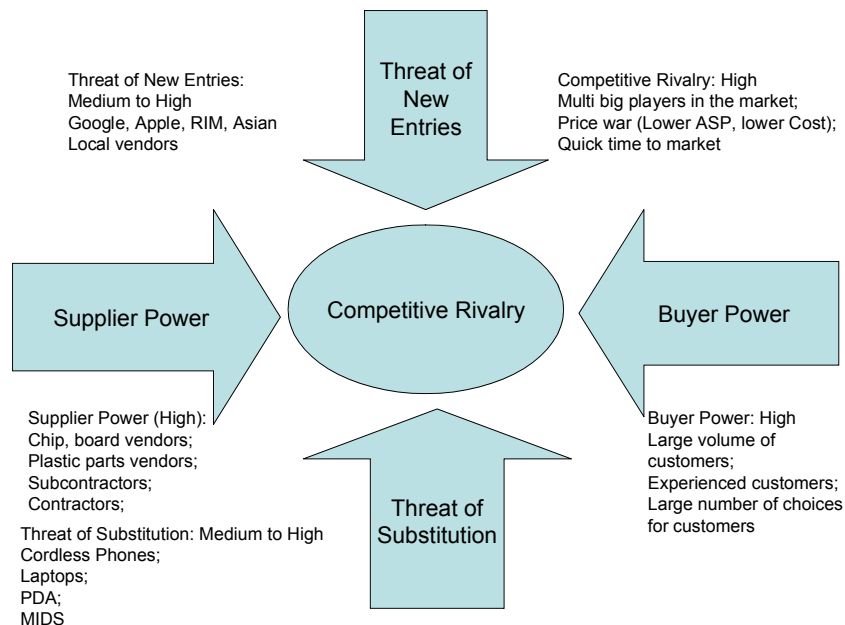 Threat of New Entries:
Medium to High
Google, Apple, RIM, Asian
Local vendors
Threat of
New
Entries
Competitive Rivalry: High
Multi big players in the market;
Price war (Lower ASP, lower Cost);
Quick time to market
Supplier Power
Competitive Rivalry
Buyer Power
Supplier Power (High):
Chip, board vendors;
Plastic parts vendors;
Subcontractors;
Contractors;
Threat of Substitution: Medium to High
Cordless Phones;
Laptops;
PDA;
MIDS
Threat of
Substitution
Buyer Power: High
Large volume of
customers;
Experienced customers;
Large number of choices
for customers